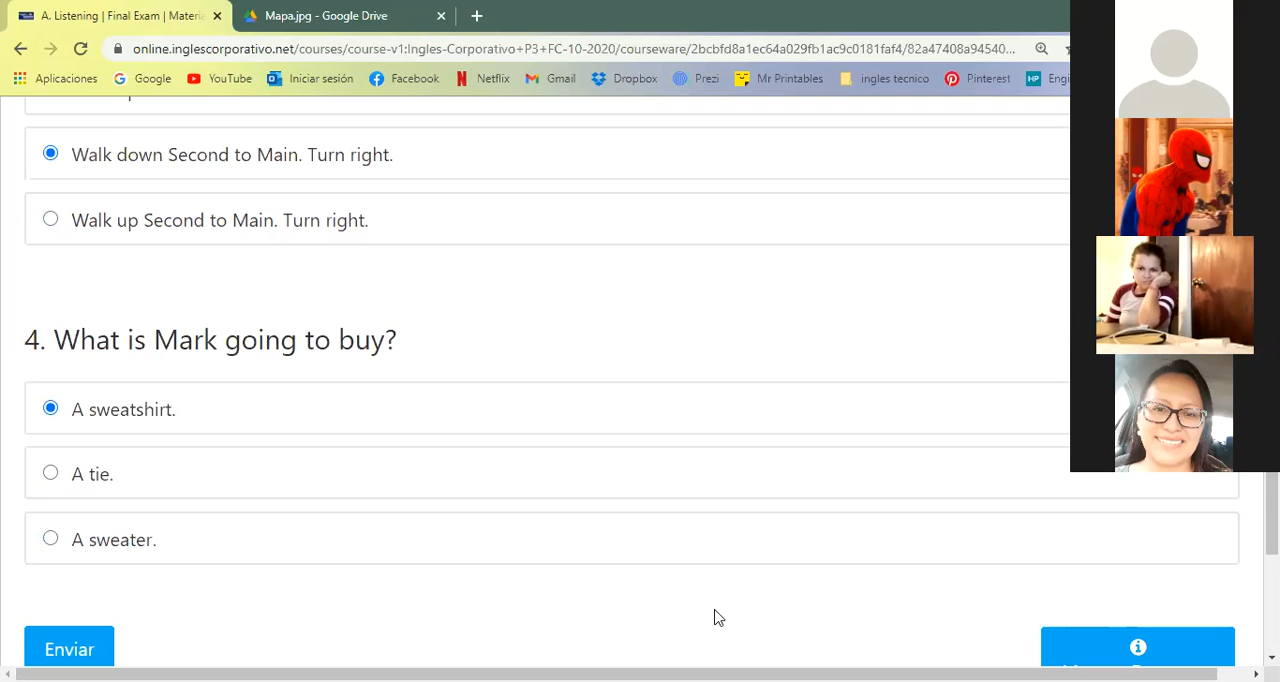 A. Listening | Final Exam | Materia
Mapa.jpg - Google Drive
online.inglescorporativo.net/courses/course-v1:Ingles-Corporativo+P3+FC-10-2020/courseware/2bcbfd8a1ec64a029fb1ac9c0181faf4/82a47408a94540...
Aplicaciones Google YouTube Iniciar sesión Facebook Netflix Gmail Dropbox Prezi Mr Printables ingles tecnico Pinterest HP Engi
Walk down Second to Main. Turn right.
Walk up Second to Main. Turn right.
4. What is Mark going to buy?
A sweatshirt.
A tie.
A sweater.
Enviar